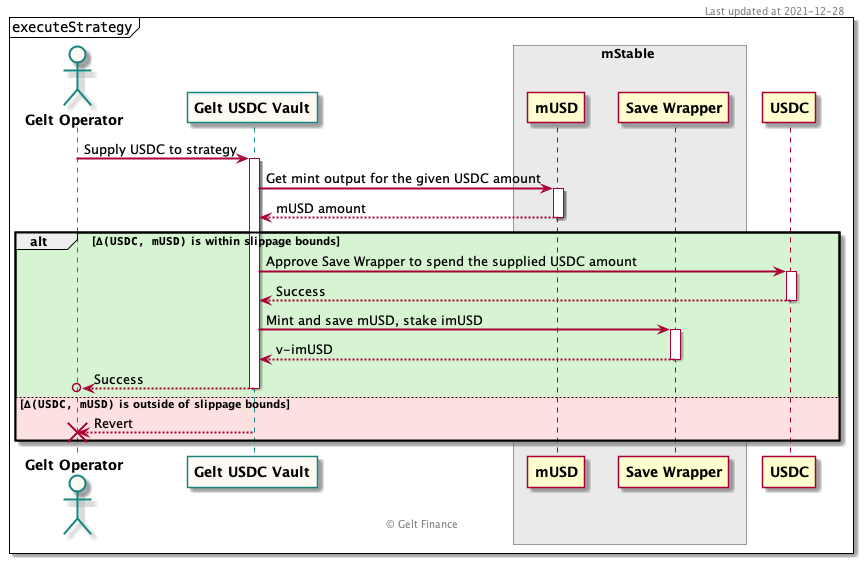 Last updated at 2021-12-28
executeStrategy
mStable
Gelt Operator
Gelt USDC Vault
mUSD
Save Wrapper
USDC
Supply USDC to strategy
Get mint output for the given USDC amount
mUSD amount
alt
[Δ(USDC, mUSD) is within slippage bounds]
Approve Save Wrapper to spend the supplied USDC amount
Success
Mint and save mUSD, stake imUSD
v-imUSD
Success
[Δ(USDC, mUSD) is outside of slippage bounds]
Revert
Gelt Operator
Gelt USDC Vault
mUSD
Save Wrapper
USDC
© Gelt Finance